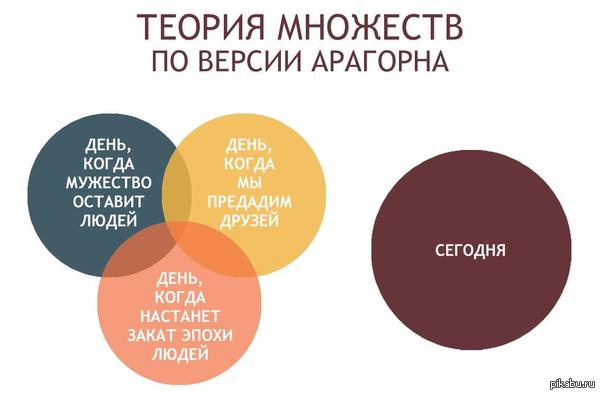 ТЕОРИЯ МНОЖЕСТВ
ПО ВЕРСИИ АРАГОРНА
ДЕНЬ,
КОГДА
МУЖЕСТВО
ОСТАВИТ
ЛЮДЕЙ
ДЕНЬ,
КОГДА
МЫ
ПРЕДАДИМ
ДРУЗЕЙ
ДЕНЬ,
КОГДА
НАСТАНЕТ
ЗАКАТ ЭПОХИ
ЛЮДЕЙ
СЕГОДНЯ
pikabu.ru